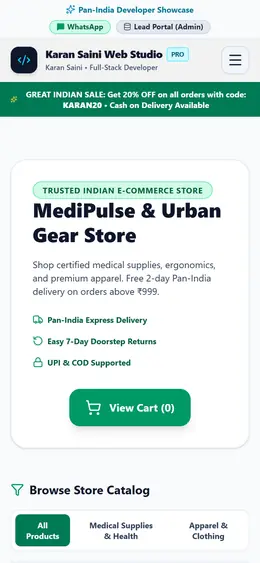 Pan-India Developer Showcase
WhatsApp
Lead Portal (Admin)
</>
Karan Saini Web Studio
PRO
Karan Saini • Full-Stack Developer
GREAT INDIAN SALE: Get 20% OFF on all orders with code:
KARAN20 • Cash on Delivery Available
TRUSTED INDIAN E-COMMERCE STORE
MediPulse & Urban
Gear Store
Shop certified medical supplies, ergonomics,
and premium apparel. Free 2-day Pan-India
delivery on orders above ₹999.
Pan-India Express Delivery
Easy 7-Day Doorstep Returns
UPI & COD Supported
View Cart (0)
Browse Store Catalog
All
Products
Medical Supplies
& Health
Apparel &
Clothing